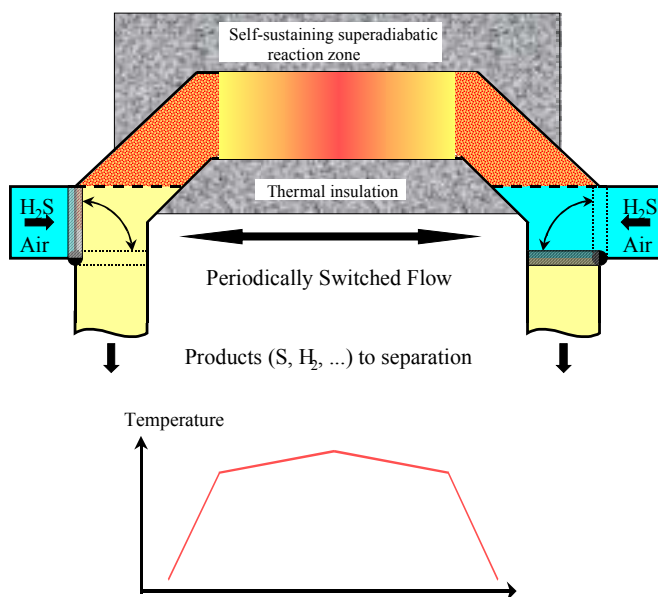 Self-sustaining superadiabatic
reaction zone
Thermal insulation
H₂S
Air
H₂S
Air
Periodically Switched Flow
Products (S, H₂, ...) to separation
Temperature